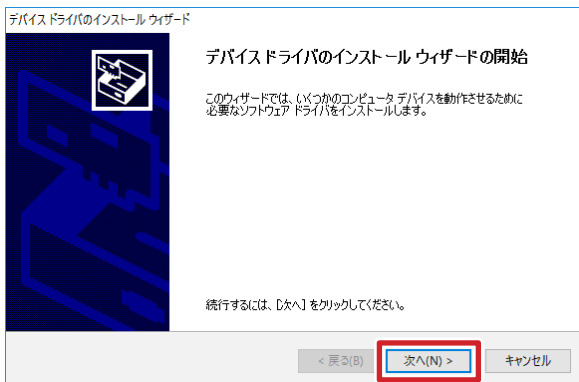 デバイス ドライバのインストール ウィザード
デバイス ドライバのインストール ウィザードの開始
このウィザードでは、いくつかのコンピュータ デバイスを動作させるために
必要なソフトウェア ドライバをインストールします。
続行するには、[次へ] をクリックしてください。
< 戻る(B) 次へ(N) > キャンセル